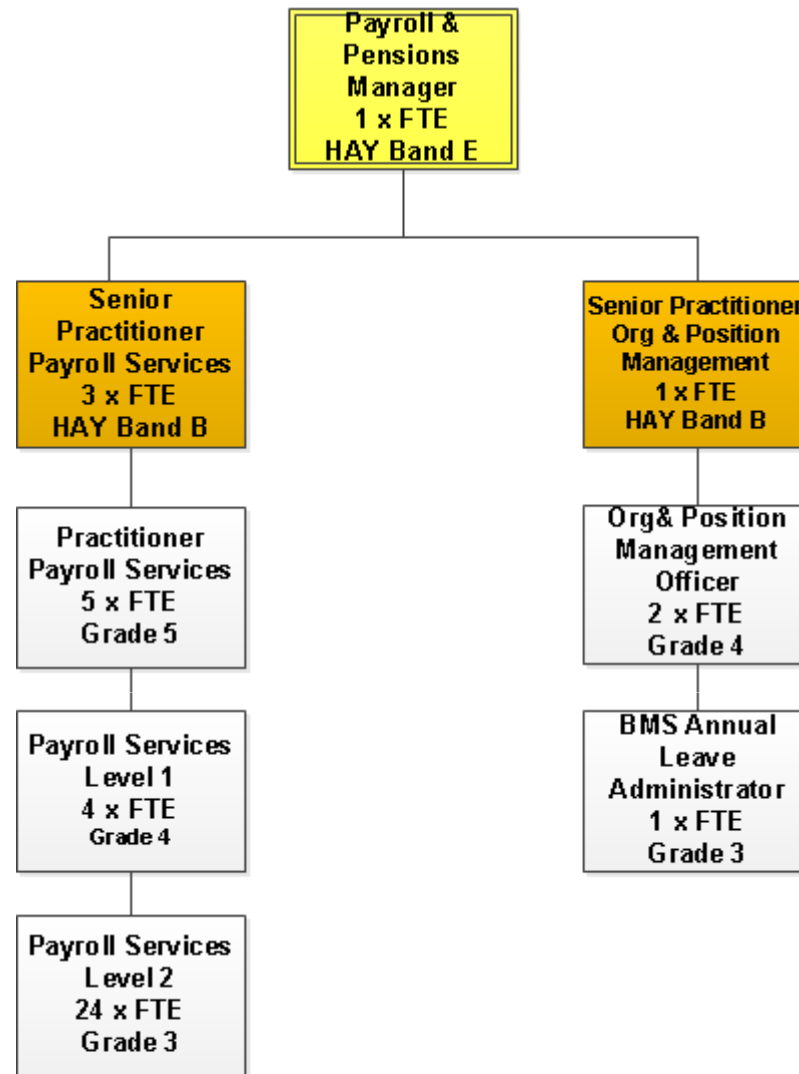 Payroll &
Pensions
Manager
1 x FTE
HAY Band E
Senior
Practitioner
Payroll Services
3 x FTE
HAY Band B
Senior Practitioner
Org & Position
Management
1 x FTE
HAY Band B
Practitioner
Payroll Services
5 x FTE
Grade 5
Org& Position
Management
Officer
2 x FTE
Grade 4
Payroll Services
Level 1
4 x FTE
Grade 4
BMS Annual
Leave
Administrator
1 x FTE
Grade 3
Payroll Services
Level 2
24 x FTE
Grade 3